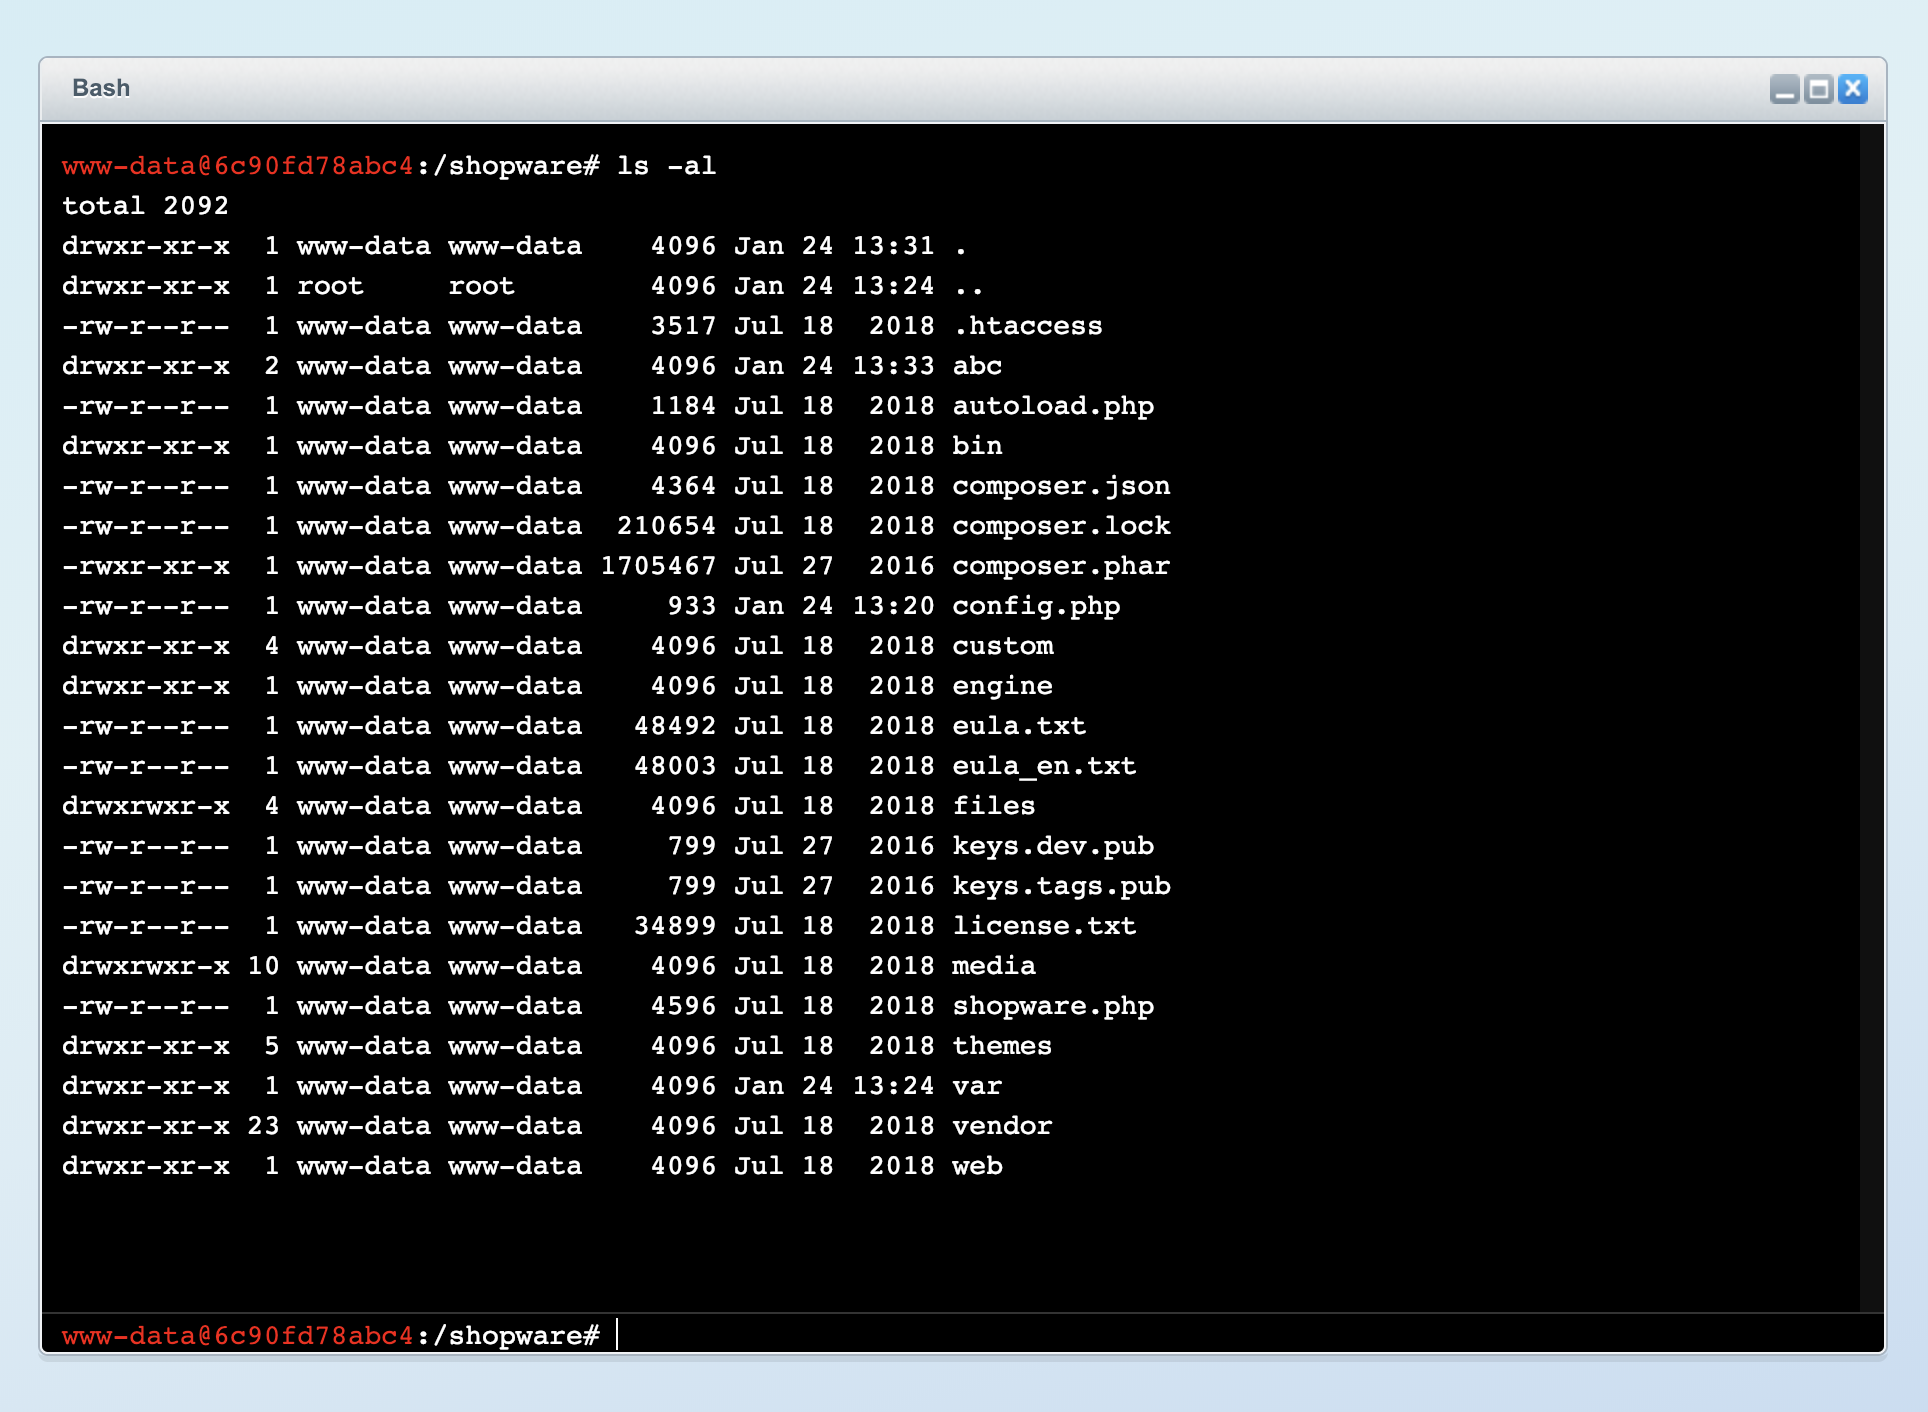 Bash
www-data@6c90fd78abc4:/shopware# ls -al
total 2092
drwxr-xr-x  1 www-data www-data    4096 Jan 24 13:31 .
drwxr-xr-x  1 root     root        4096 Jan 24 13:24 ..
-rw-r--r--  1 www-data www-data    3517 Jul 18  2018 .htaccess
drwxr-xr-x  2 www-data www-data    4096 Jan 24 13:33 abc
-rw-r--r--  1 www-data www-data    1184 Jul 18  2018 autoload.php
drwxr-xr-x  1 www-data www-data    4096 Jul 18  2018 bin
-rw-r--r--  1 www-data www-data    4364 Jul 18  2018 composer.json
-rw-r--r--  1 www-data www-data  210654 Jul 18  2018 composer.lock
-rwxr-xr-x  1 www-data www-data 1705467 Jul 27  2016 composer.phar
-rw-r--r--  1 www-data www-data     933 Jan 24 13:20 config.php
drwxr-xr-x  4 www-data www-data    4096 Jul 18  2018 custom
drwxr-xr-x  1 www-data www-data    4096 Jul 18  2018 engine
-rw-r--r--  1 www-data www-data   48492 Jul 18  2018 eula.txt
-rw-r--r--  1 www-data www-data   48003 Jul 18  2018 eula_en.txt
drwxrwxr-x  4 www-data www-data    4096 Jul 18  2018 files
-rw-r--r--  1 www-data www-data     799 Jul 27  2016 keys.dev.pub
-rw-r--r--  1 www-data www-data     799 Jul 27  2016 keys.tags.pub
-rw-r--r--  1 www-data www-data   34899 Jul 18  2018 license.txt
drwxrwxr-x 10 www-data www-data    4096 Jul 18  2018 media
-rw-r--r--  1 www-data www-data    4596 Jul 18  2018 shopware.php
drwxr-xr-x  5 www-data www-data    4096 Jul 18  2018 themes
drwxr-xr-x  1 www-data www-data    4096 Jan 24 13:24 var
drwxr-xr-x 23 www-data www-data    4096 Jul 18  2018 vendor
drwxr-xr-x  1 www-data www-data    4096 Jul 18  2018 web
www-data@6c90fd78abc4:/shopware#